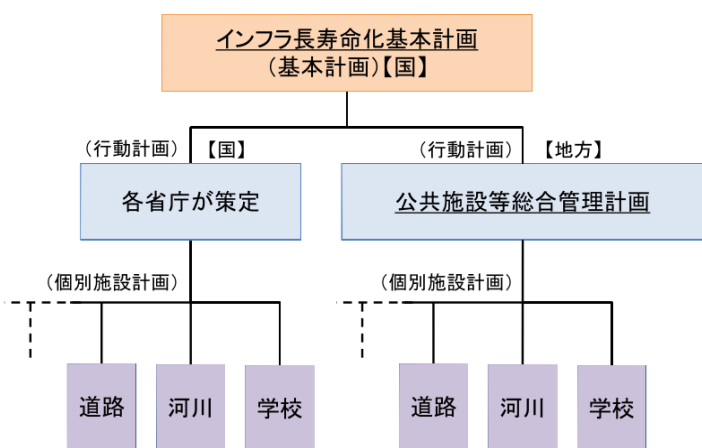 インフラ長寿命化基本計画
(基本計画)【国】
(行動計画) 【国】
(行動計画) 【地方】
各省庁が策定
公共施設等総合管理計画
(個別施設計画)
(個別施設計画)
道路
河川
学校
道路
河川
学校